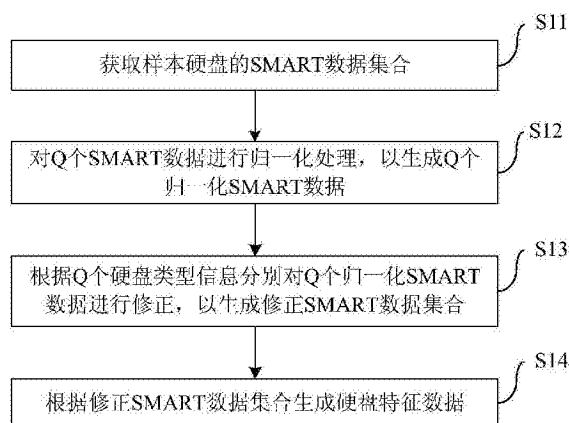 S11
获取样本硬盘的SMART数据集合
S12
对Q个SMART数据进行归一化处理，以生成Q个
归一化SMART数据
S13
根据Q个硬盘类型信息分别对Q个归一化SMART
数据进行修正，以生成修正SMART数据集合
S14
根据修正SMART数据集合生成硬盘特征数据